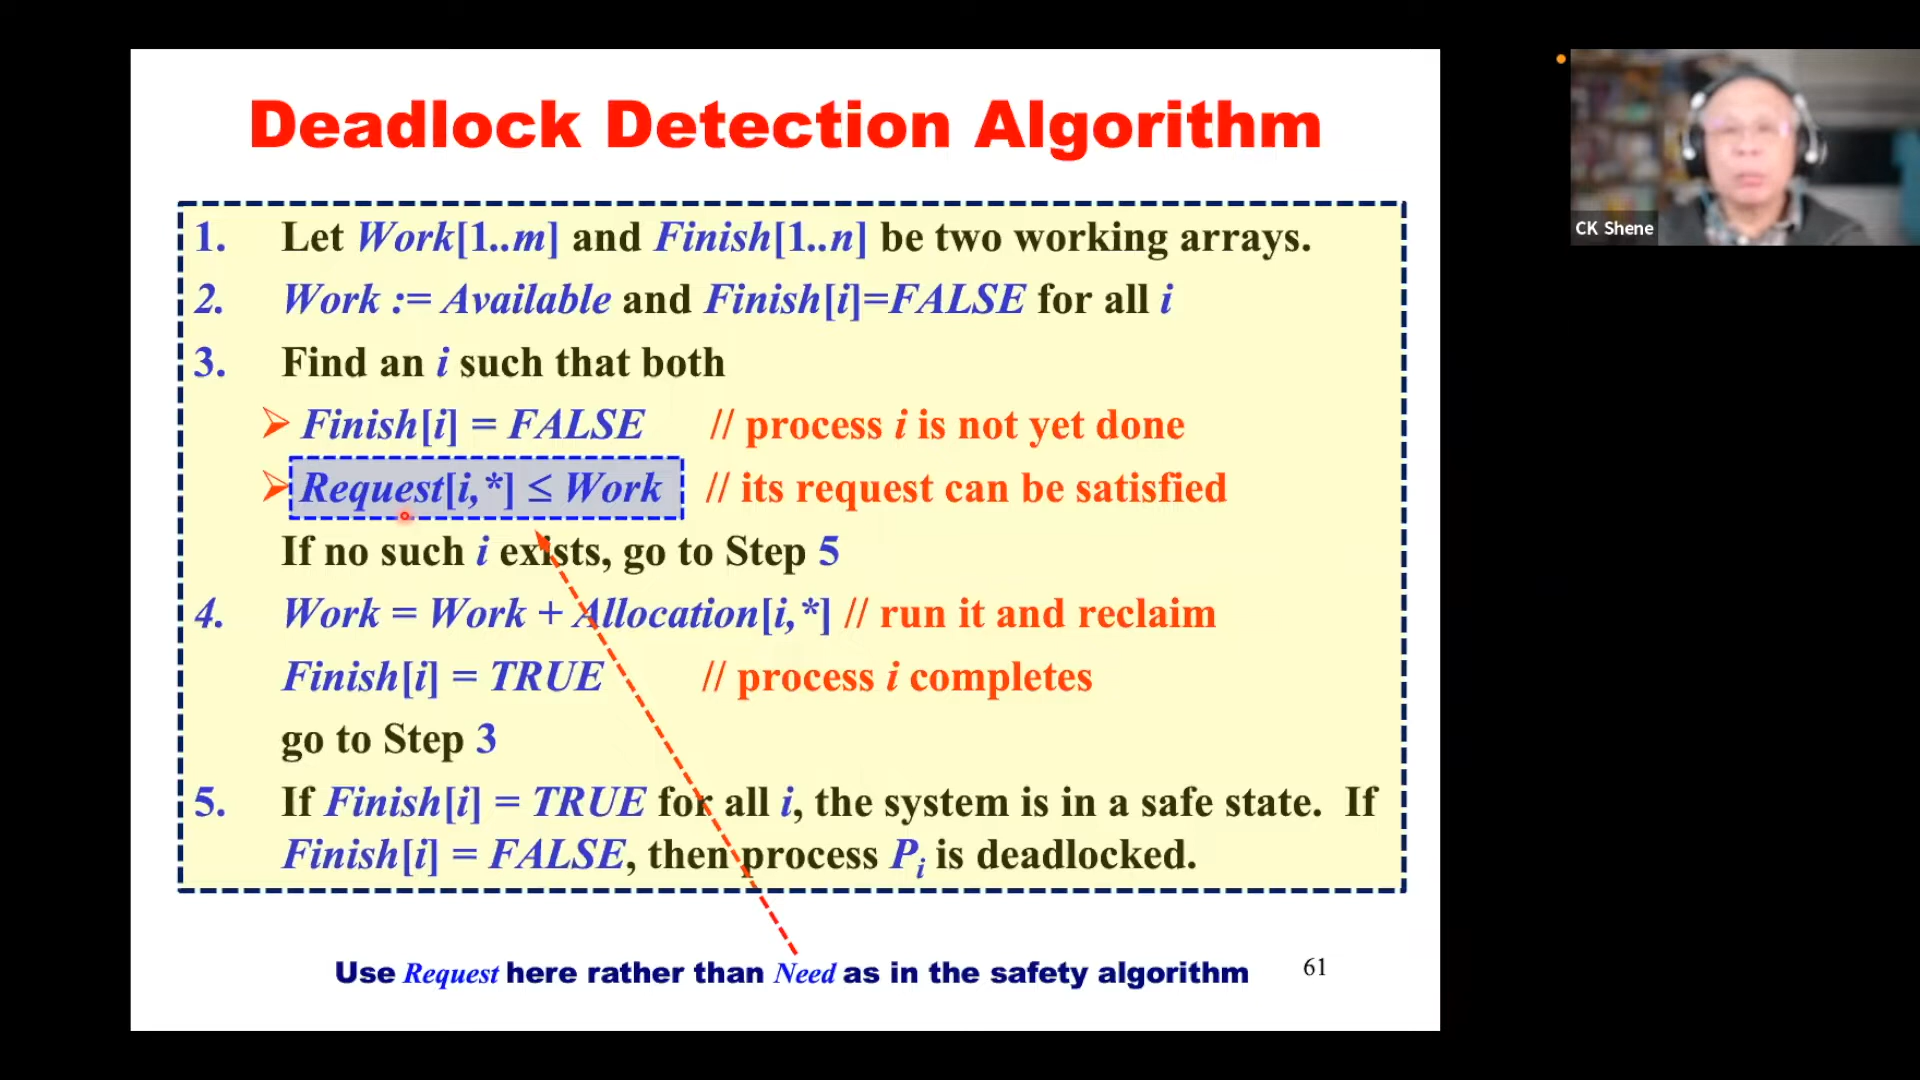 Deadlock Detection Algorithm
CK Shene
1. Let Work[1..m] and Finish[1..n] be two working arrays.
2. Work := Available and Finish[i]=FALSE for all i
3. Find an i such that both
➢ Finish[i] = FALSE // process i is not yet done
➢ Request[i,*] ≤ Work // its request can be satisfied
If no such i exists, go to Step 5
4. Work = Work + Allocation[i,*] // run it and reclaim
Finish[i] = TRUE // process i completes
go to Step 3
5. If Finish[i] = TRUE for all i, the system is in a safe state. If
Finish[i] = FALSE, then process Pi is deadlocked.
Use Request here rather than Need as in the safety algorithm
61